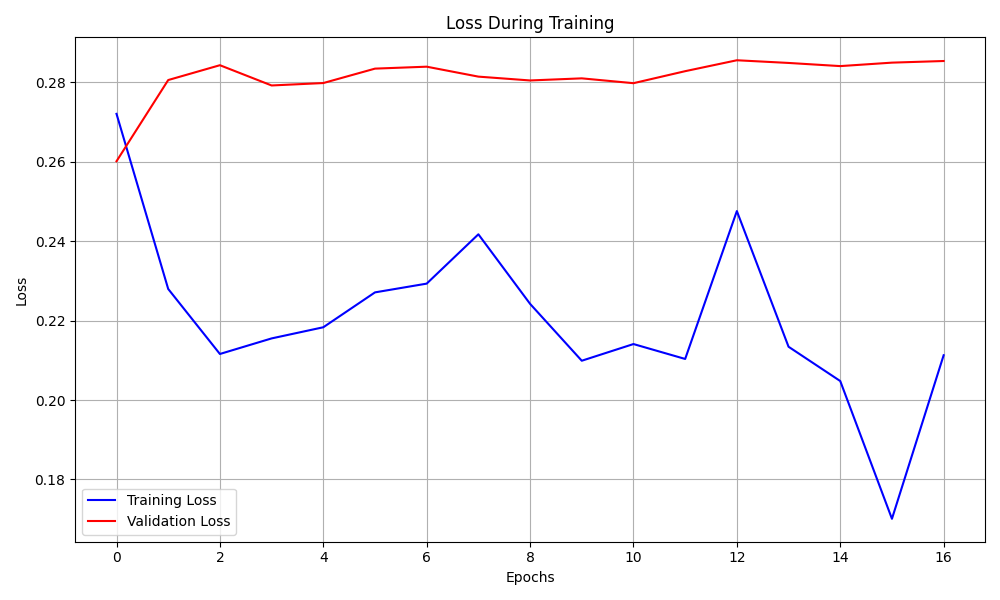 Loss During Training
0.28
0.26
0.24
0.22
0.20
0.18
Loss
Training Loss
Validation Loss
0 2 4 6 8 10 12 14 16
Epochs